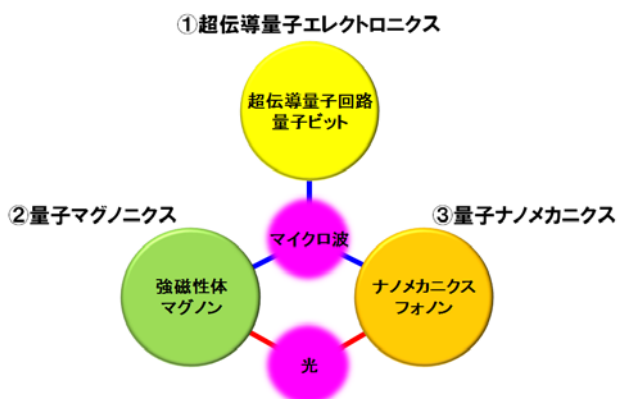 ①超伝導量子エレクトロニクス
超伝導量子回路
量子ビット
②量子マグノニクス
③量子ナノメカニクス
マイクロ波
強磁性体
マグノン
ナノメカニクス
フォノン
光